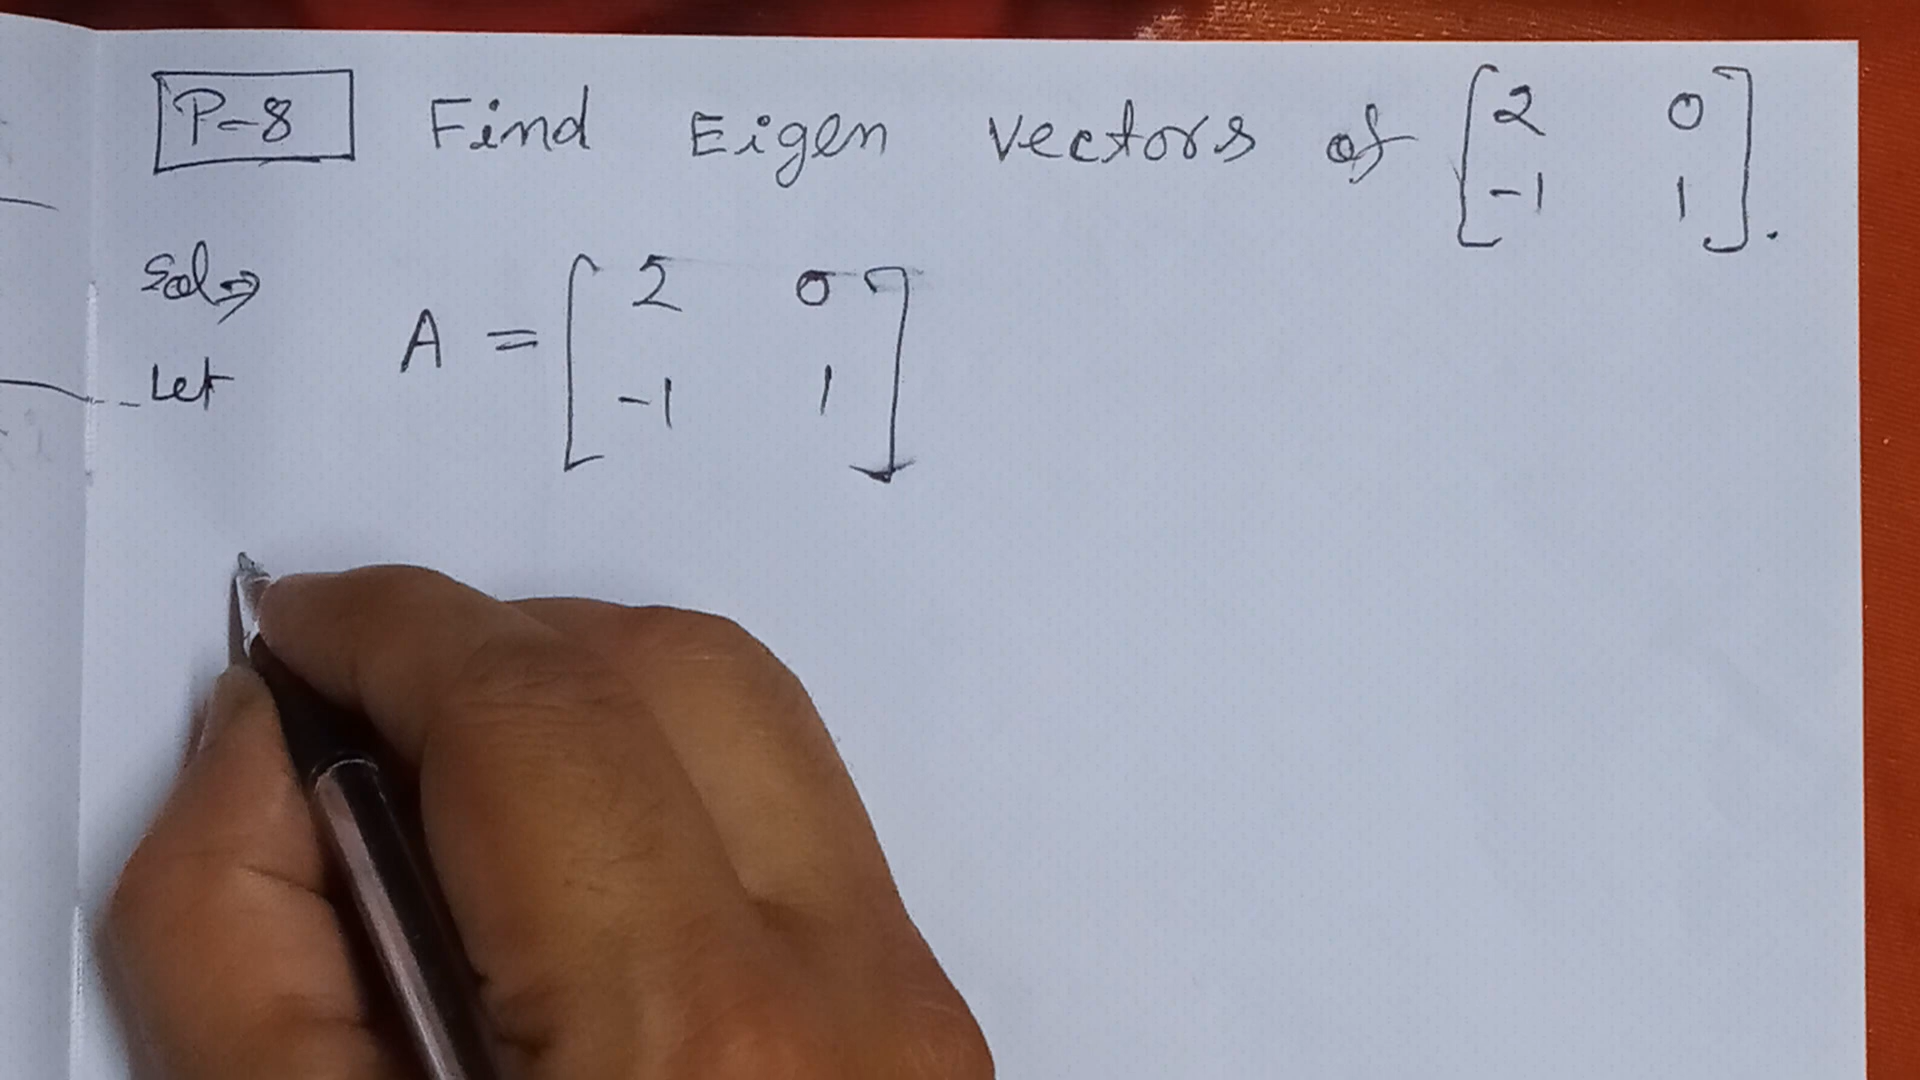 P-8 Find Eigen vectors of [2 0
-1 1].
Sol⇒
Let A = [2 0
-1 1]